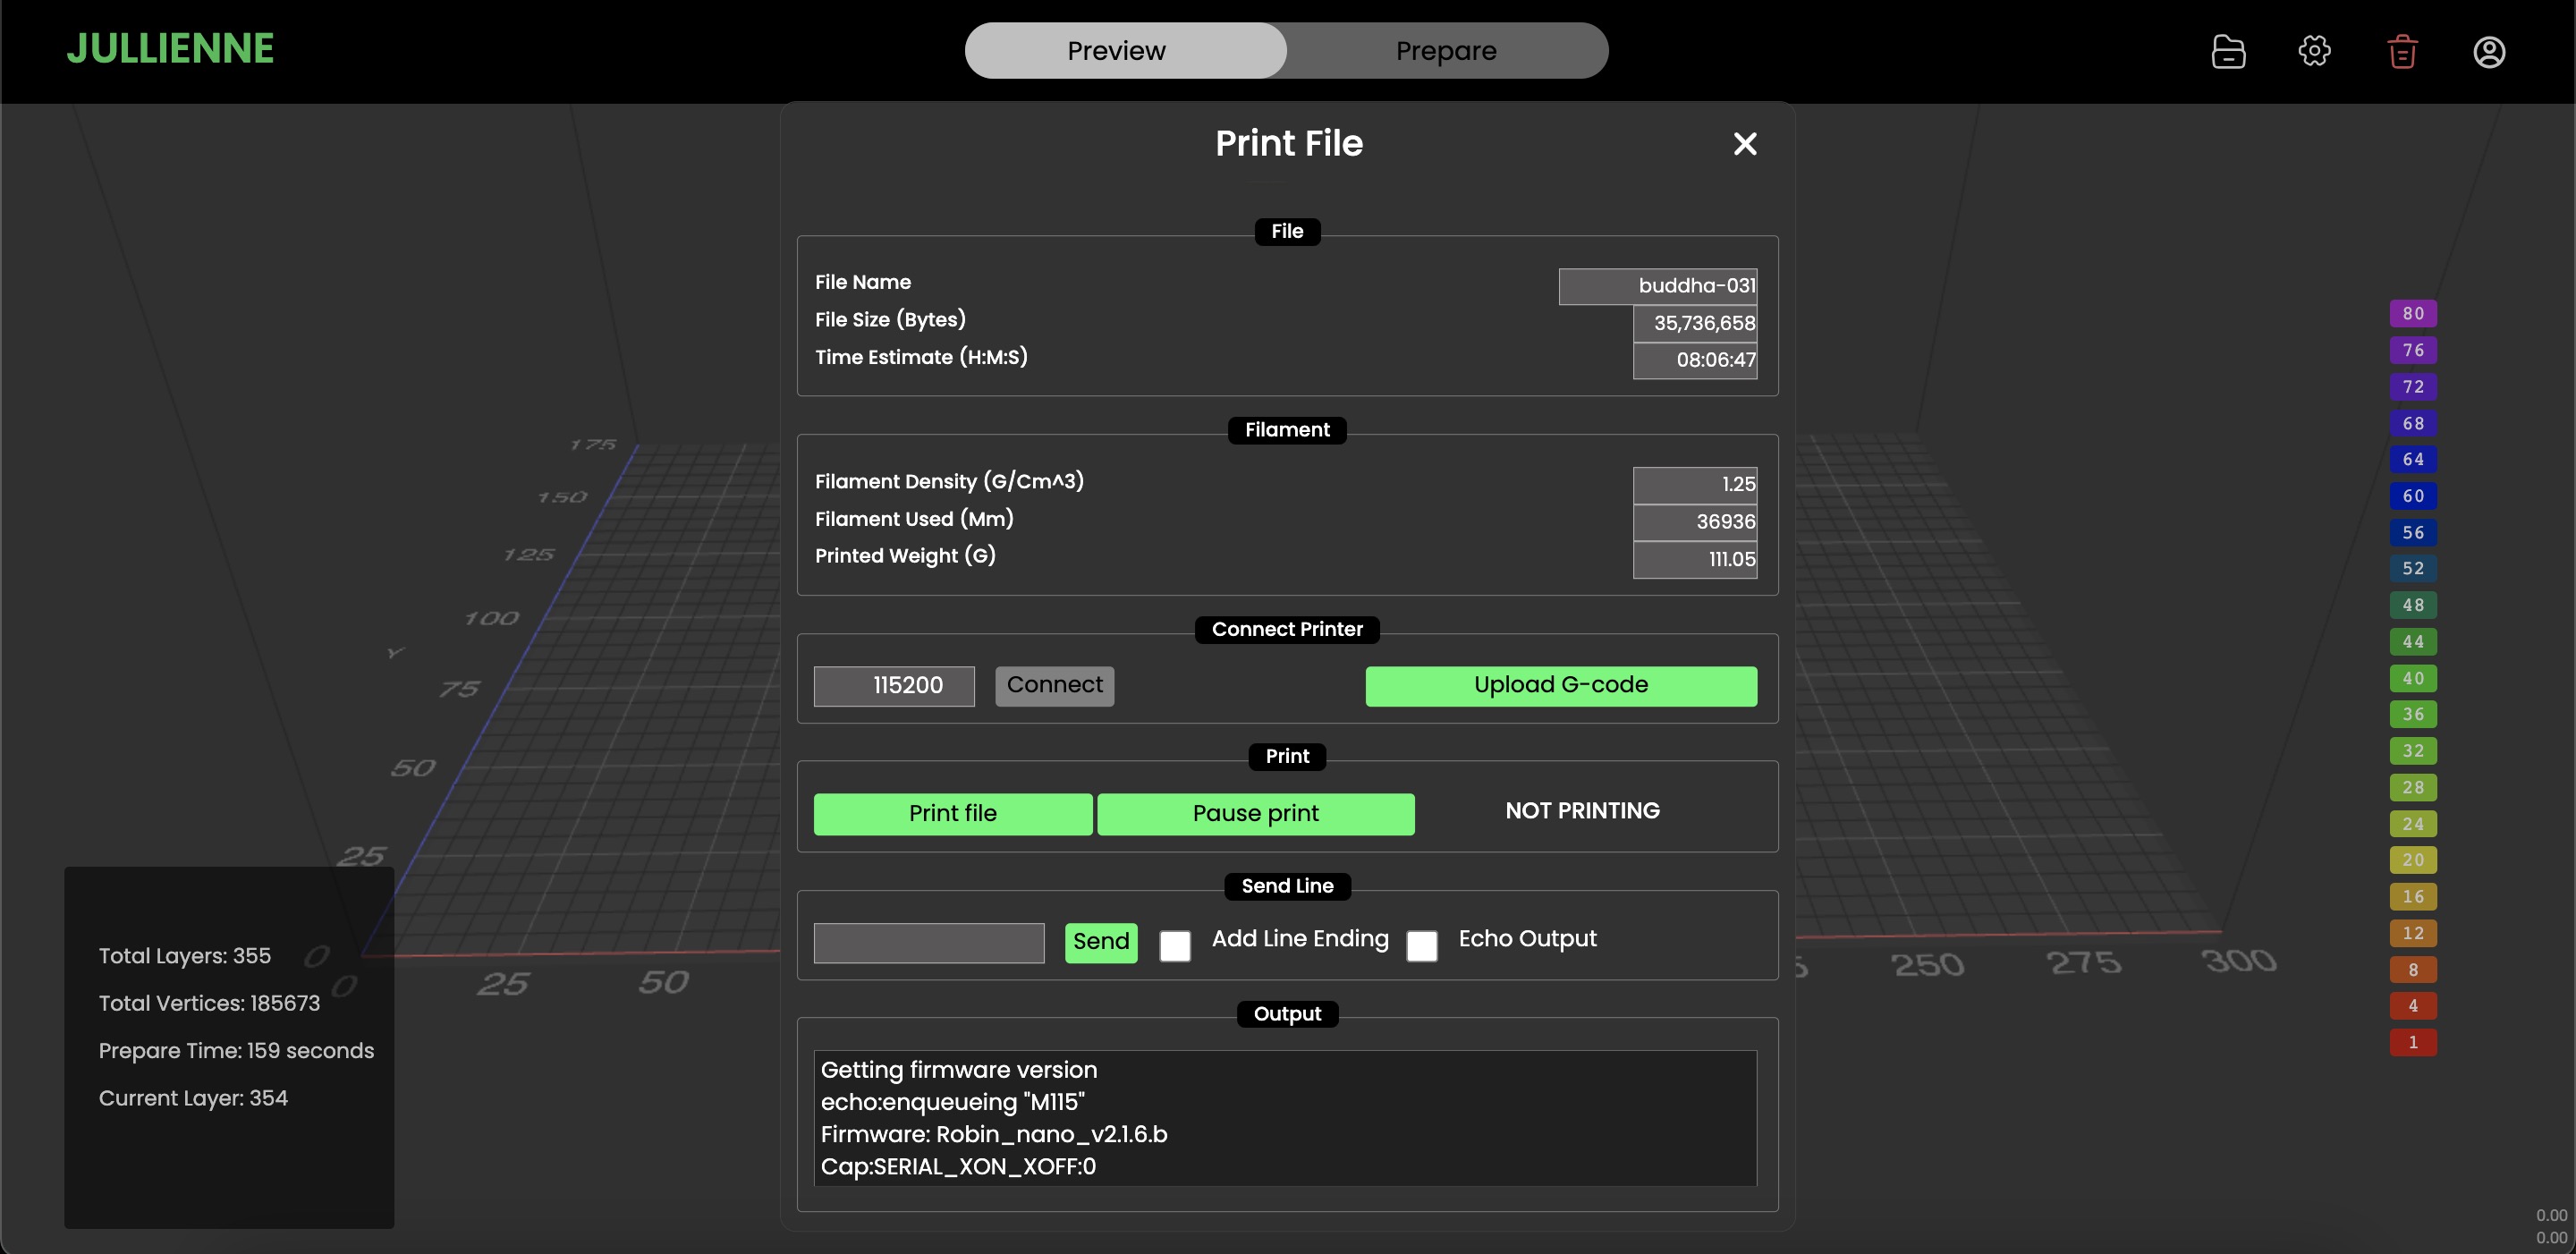 JULLIENNE
Preview
Prepare
Print File
File
File Name
buddha-031
File Size (Bytes)
35,736,658
Time Estimate (H:M:S)
08:06:47
Filament
Filament Density (G/Cm^3)
1.25
Filament Used (Mm)
36936
Printed Weight (G)
111.05
Connect Printer
115200
Connect
Upload G-code
Print
Print file
Pause print
NOT PRINTING
Send Line
Send
Add Line Ending
Echo Output
Output
Getting firmware version
echo:enqueueing "M115"
Firmware: Robin_nano_v2.1.6.b
Cap:SERIAL_XON_XOFF:0
175
150
125
100
Y
75
50
25
0
0
25
50
250
275
300
Total Layers: 355
Total Vertices: 185673
Prepare Time: 159 seconds
Current Layer: 354
80
76
72
68
64
60
56
52
48
44
40
36
32
28
24
20
16
12
8
4
1
0.00
0.00